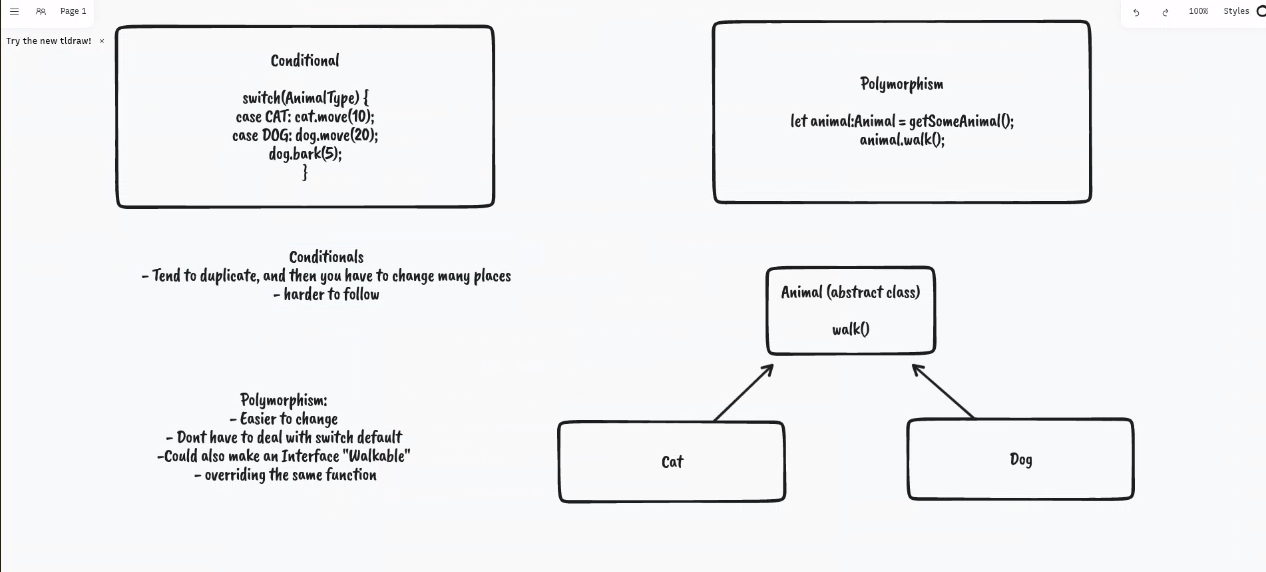 Page 1
100%
Styles
Try the new tldraw!
Conditional
switch(AnimalType) {
case CAT: cat.move(10);
case DOG: dog.move(20);
dog.bark(5);
}
Polymorphism
let animal:Animal = getSomeAnimal();
animal.walk();
Conditionals
- Tend to duplicate, and then you have to change many places
- harder to follow
Animal (abstract class)
walk()
Polymorphism:
- Easier to change
- Dont have to deal with switch default
-Could also make an Interface "Walkable"
- overriding the same function
Cat
Dog